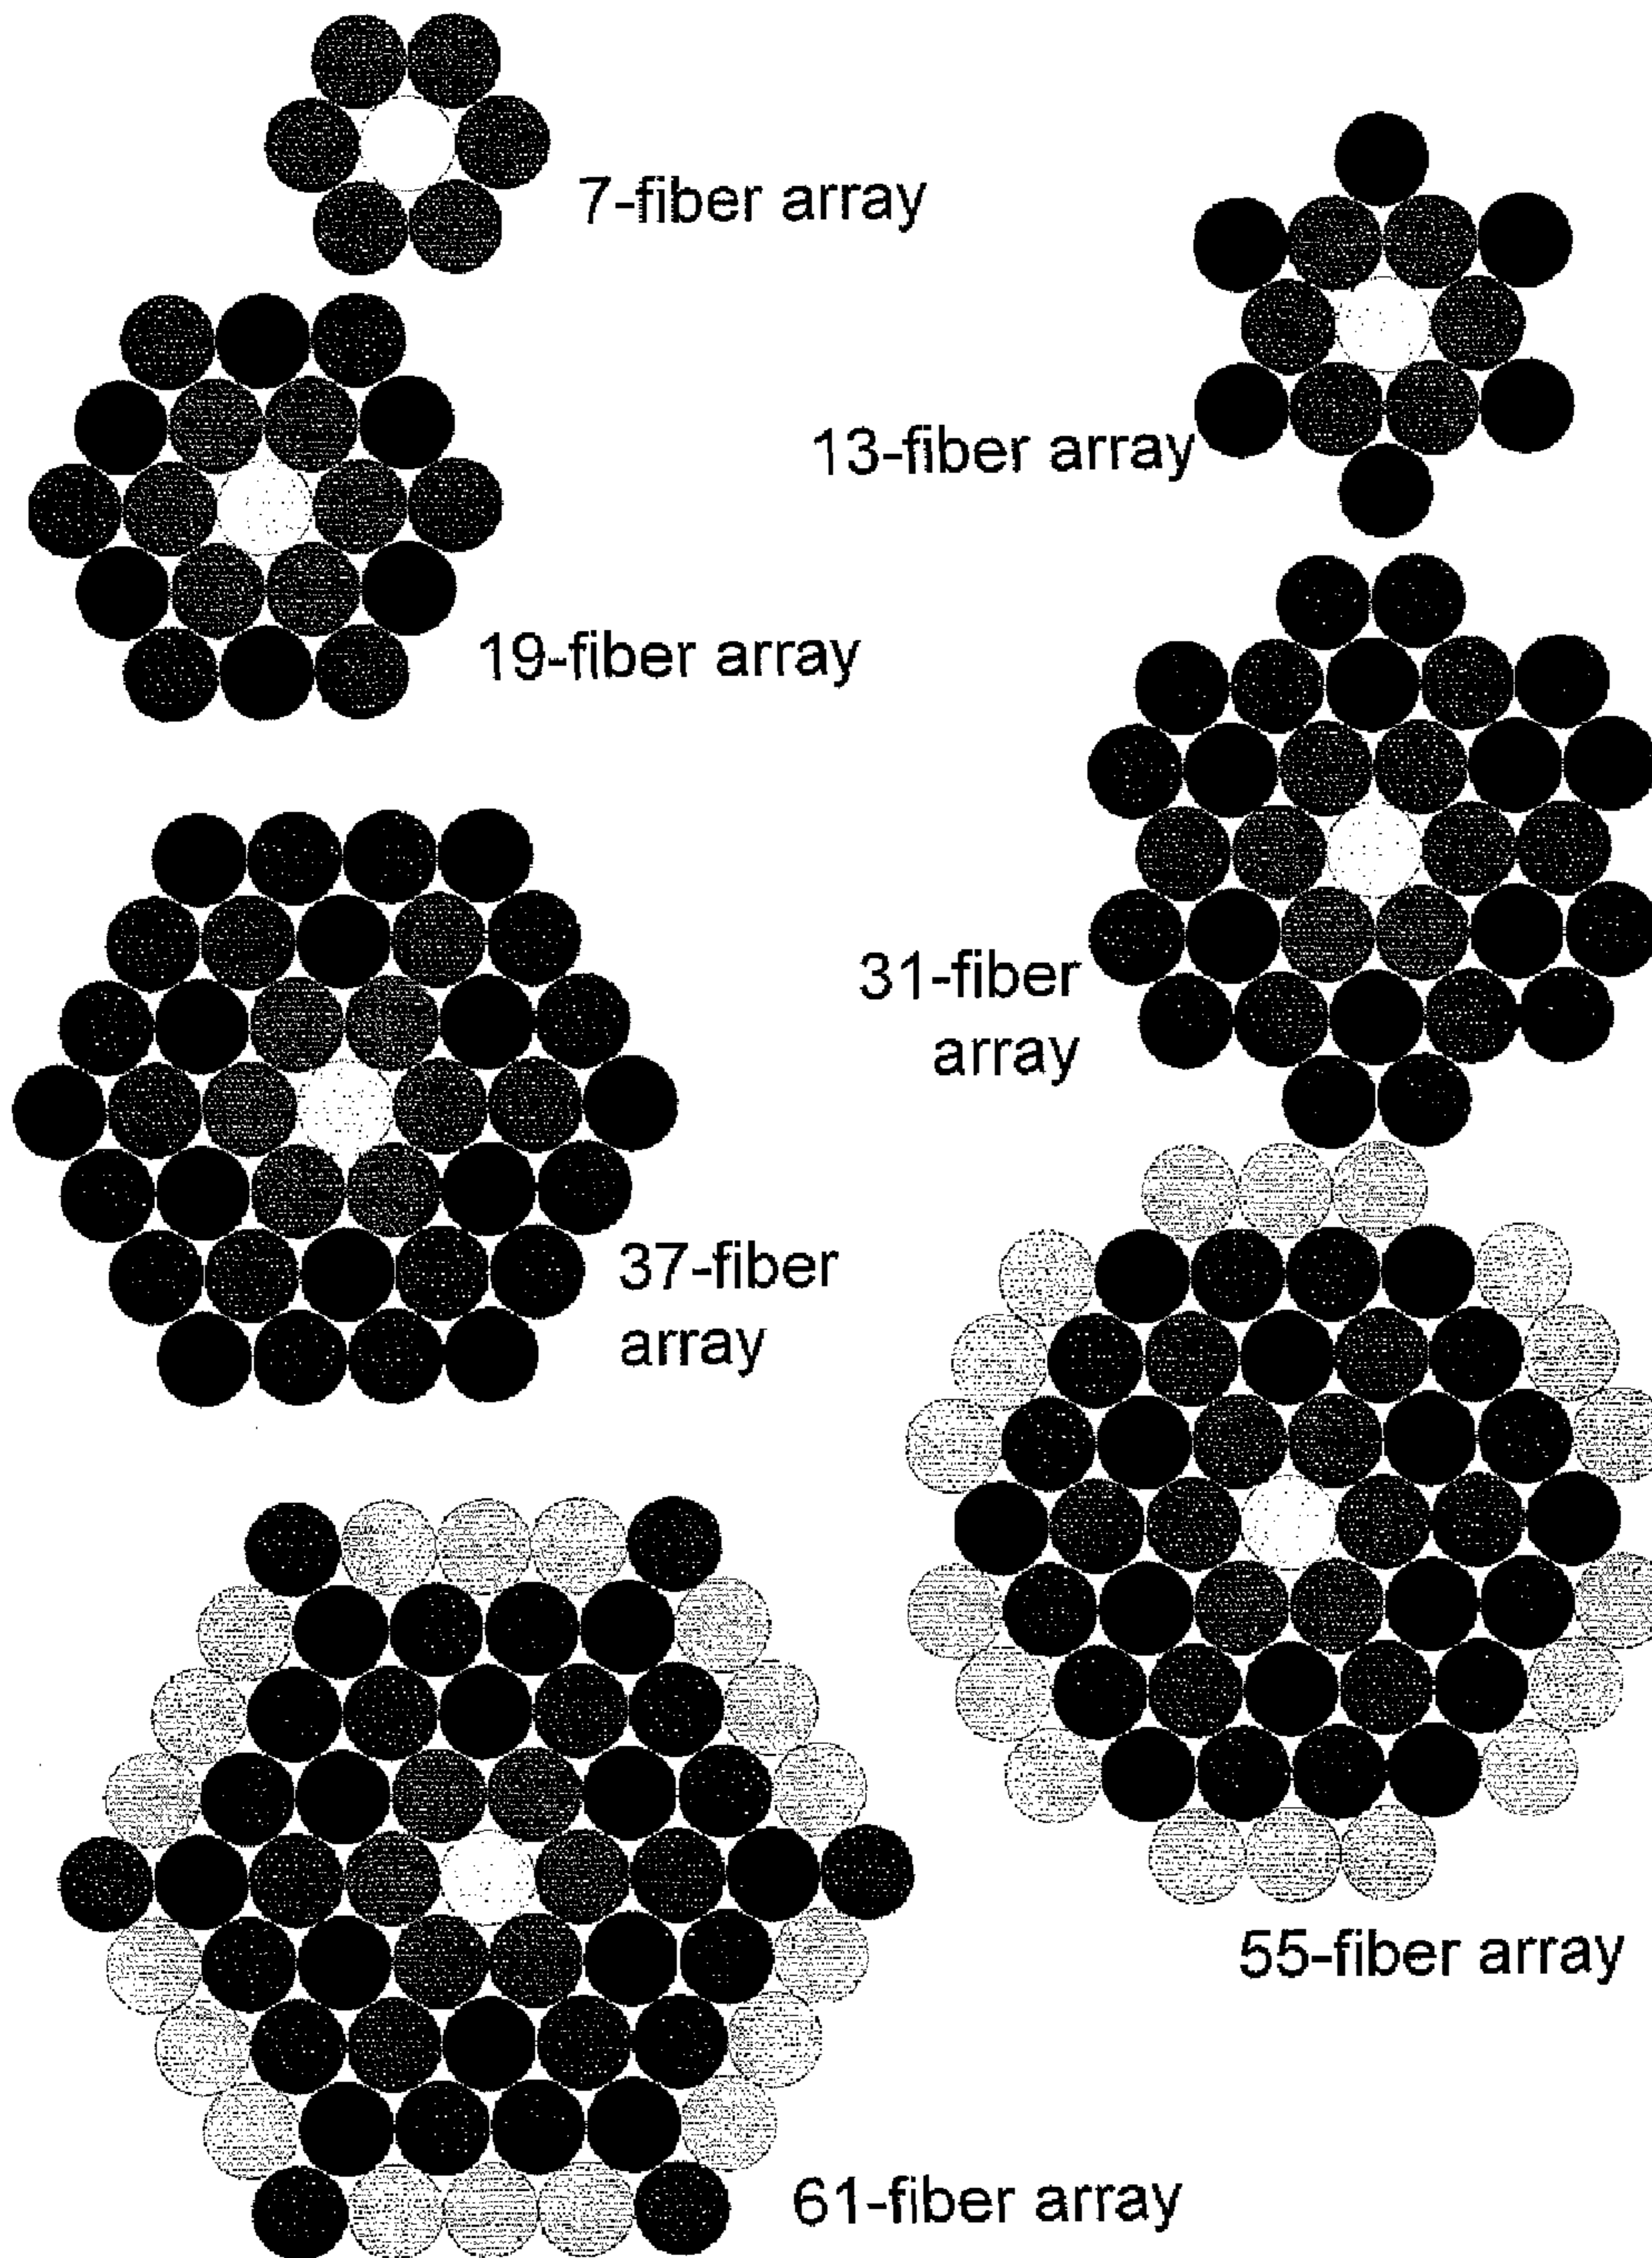 7-fiber array
13-fiber array
19-fiber array
31-fiber
array
37-fiber
array
55-fiber array
61-fiber array